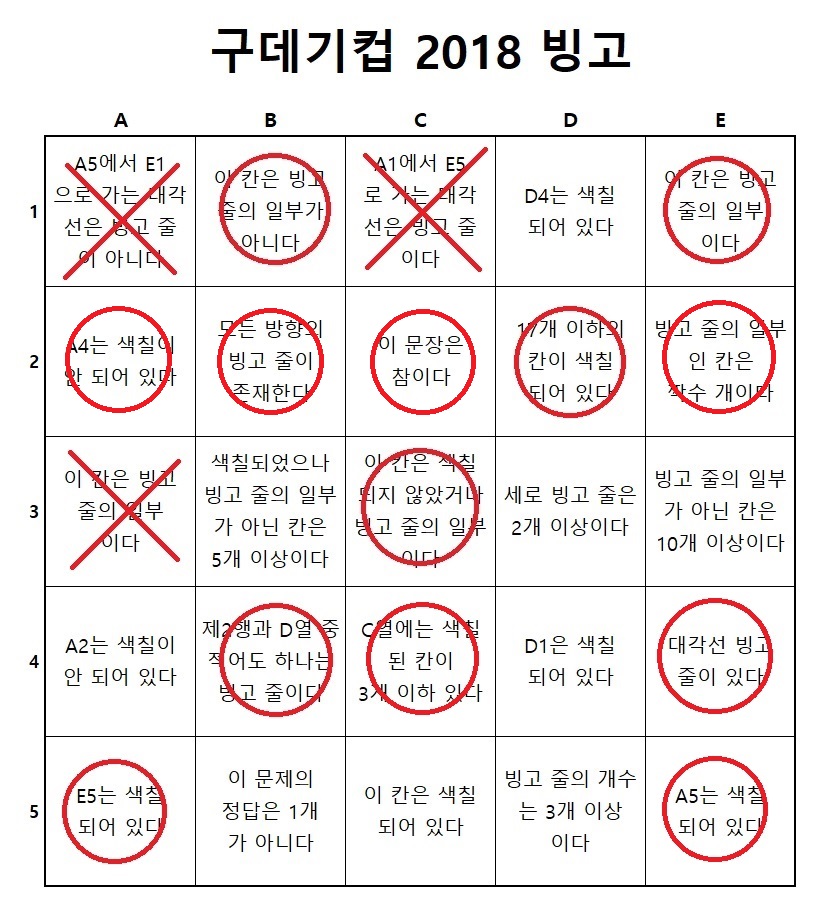 구데기컵 2018 빙고
A B C D E
1
A5에서 E1
으로 가는 대각
선은 빙고 줄
이 아니다
이 칸은 빙고
줄의 일부가
아니다
A1에서 E5
로 가는 대각
선은 빙고 줄
이다
D4는 색칠
되어 있다
이 칸은 빙고
줄의 일부
이다
2
A4는 색칠이
안 되어 있다
모든 방향의
빙고 줄이
존재한다
이 문장은
참이다
17개 이하의
칸이 색칠
되어 있다
빙고 줄의 일부
인 칸은
짝수 개이다
3
이 칸은 빙고
줄의 일부
이다
색칠되었으나
빙고 줄의 일부
가 아닌 칸은
5개 이상이다
이 칸은 색칠
되지 않았거나
빙고 줄의 일부
이다
세로 빙고 줄은
2개 이상이다
빙고 줄의 일부
가 아닌 칸은
10개 이상이다
4
A2는 색칠이
안 되어 있다
제2행과 D열 중
적어도 하나는
빙고 줄이다
C열에는 색칠
된 칸이
3개 이하 있다
D1은 색칠
되어 있다
대각선 빙고
줄이 있다
5
E5는 색칠
되어 있다
이 문제의
정답은 1개
가 아니다
이 칸은 색칠
되어 있다
빙고 줄의 개수
는 3개 이상
이다
A5는 색칠
되어 있다